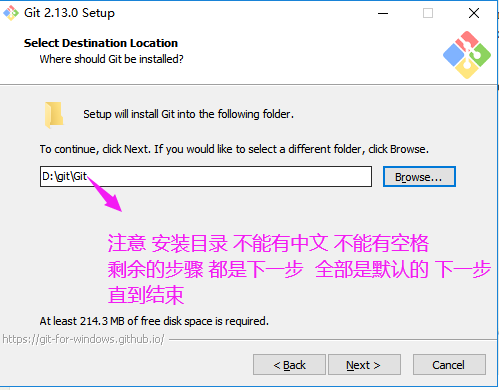 Git 2.13.0 Setup
Select Destination Location
Where should Git be installed?
Setup will install Git into the following folder.
To continue, click Next. If you would like to select a different folder, click Browse.
D:\git\Git
Browse...
注意 安装目录 不能有中文 不能有空格
剩余的步骤 都是下一步 全部是默认的 下一步
直到结束
At least 214.3 MB of free disk space is required.
https://git-for-windows.github.io/
< Back
Next >
Cancel